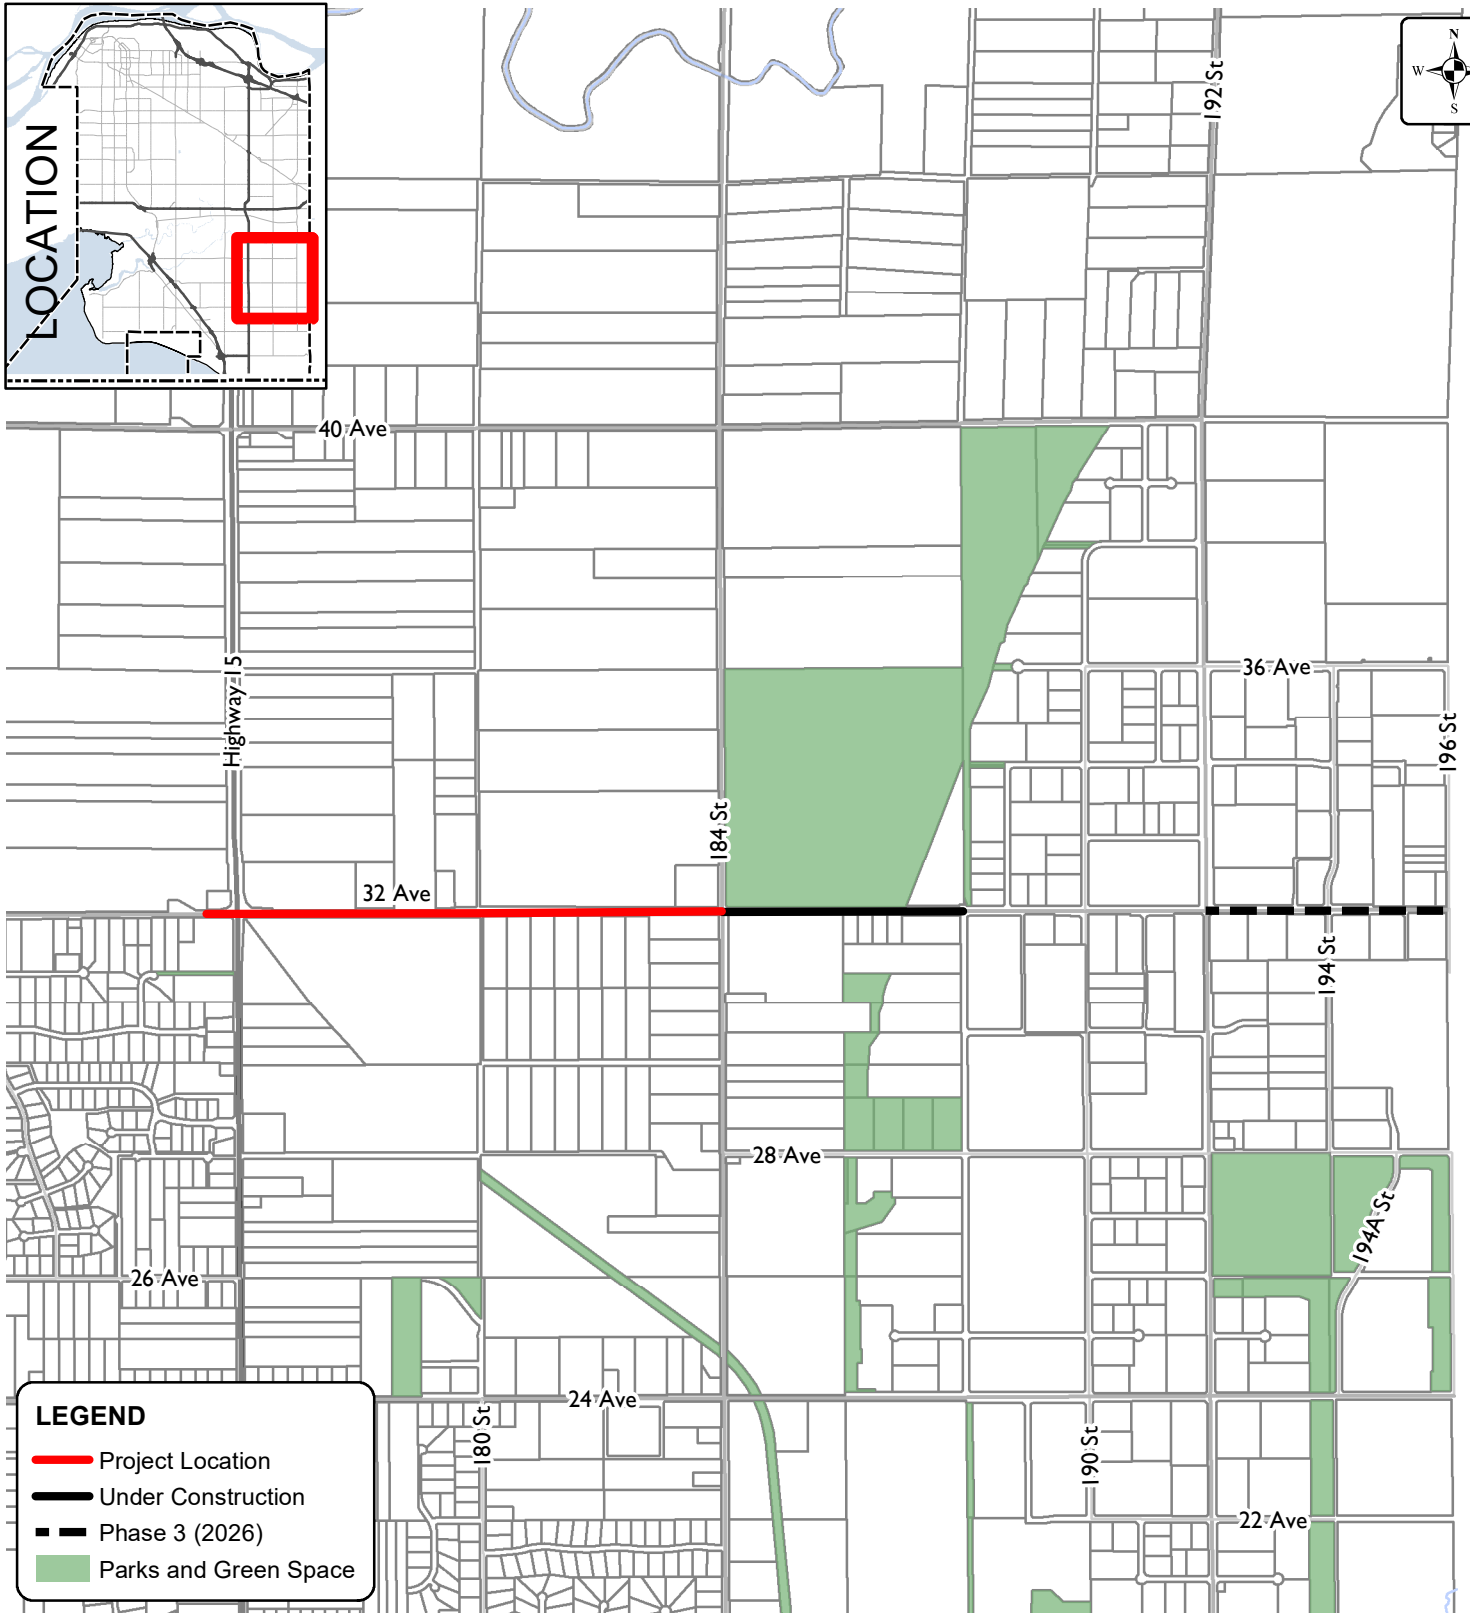 LOCATION
N
W
S
192 St
40 Ave
Highway 15
36 Ave
196 St
184 St
32 Ave
194 St
28 Ave
194A St
26 Ave
24 Ave
180 St
190 St
22 Ave
LEGEND
Project Location
Under Construction
Phase 3 (2026)
Parks and Green Space